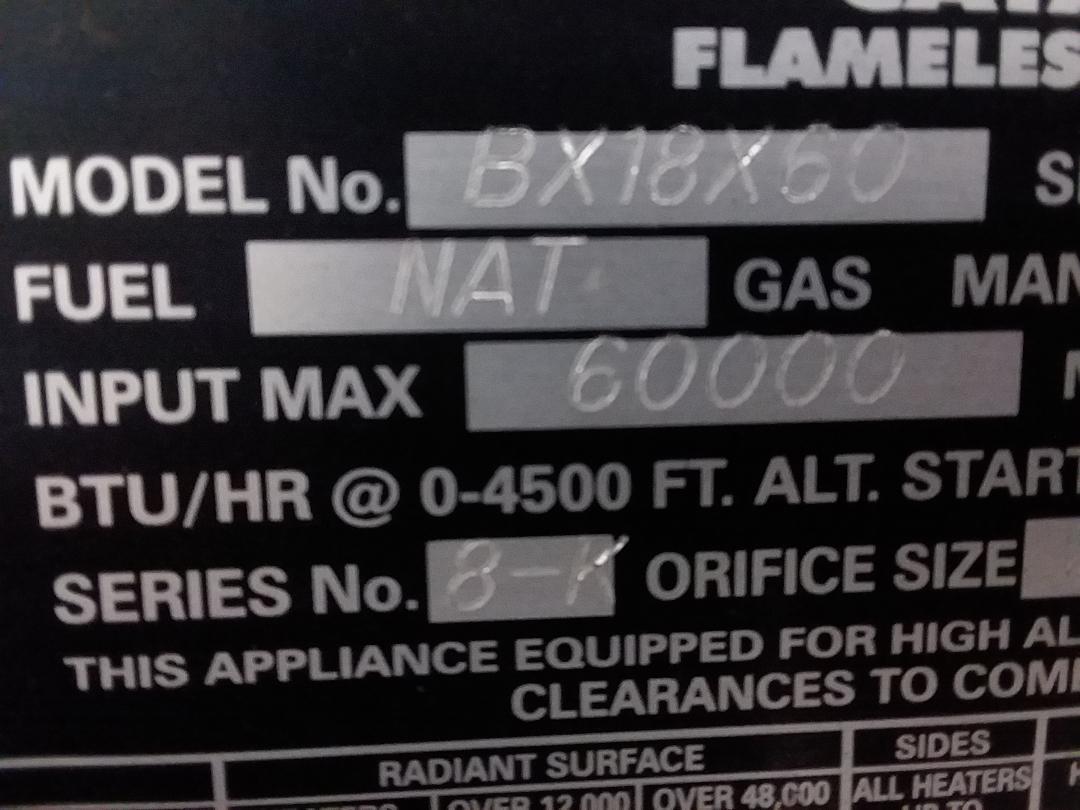 FLAMELES
MODEL No. BX18X60
FUEL NAT GAS MAN
INPUT MAX 60000
BTU/HR @ 0-4500 FT. ALT. START
SERIES No. 8-K ORIFICE SIZE
THIS APPLIANCE EQUIPPED FOR HIGH AL
CLEARANCES TO COM
RADIANT SURFACE SIDES
OVER 12,000 OVER 48,000 ALL HEATERS